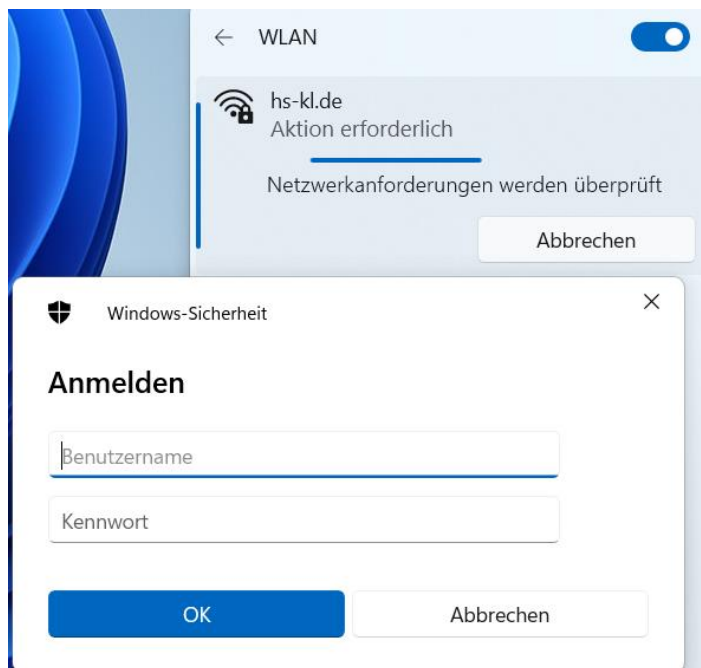 WLAN
hs-kl.de
Aktion erforderlich
Netzwerkanforderungen werden überprüft
Abbrechen
Windows-Sicherheit
Anmelden
Benutzername
Kennwort
OK Abbrechen